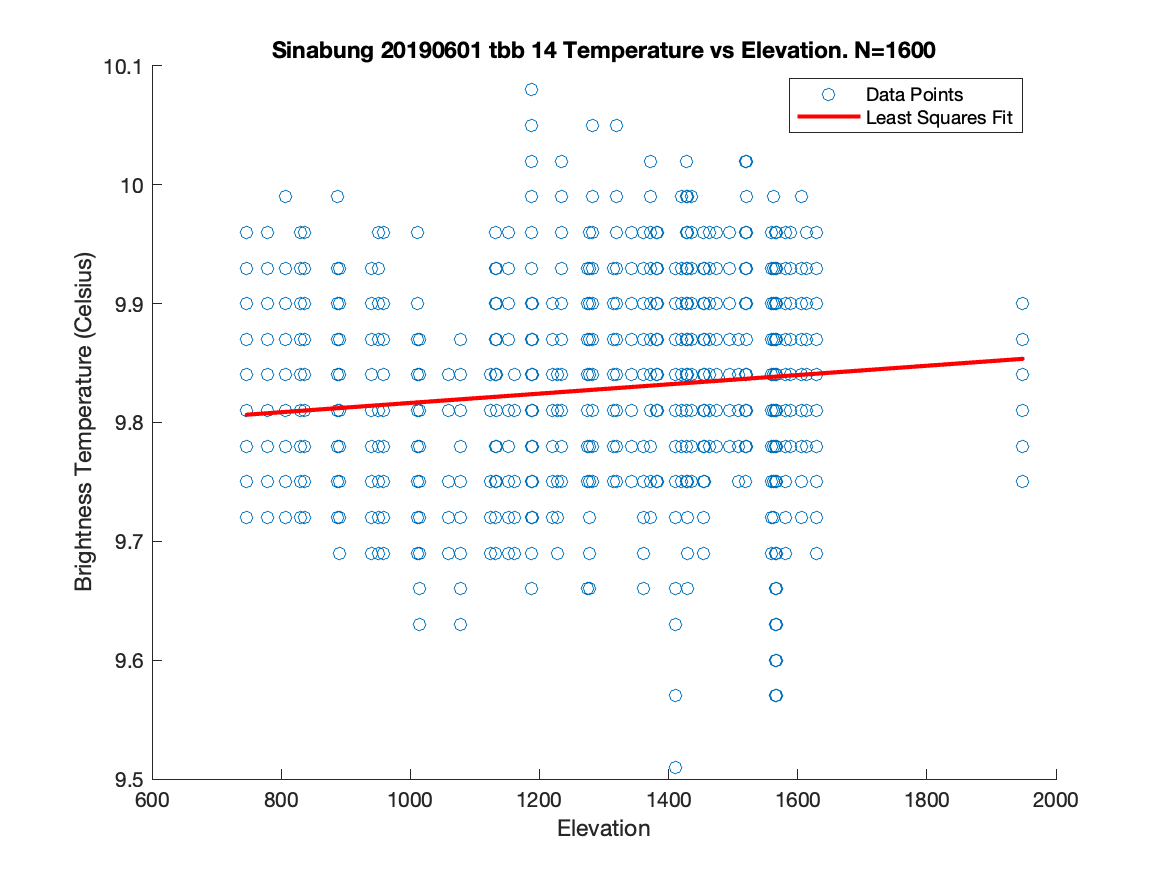 Sinabung 20190601 tbb 14 Temperature vs Elevation. N=1600
Data Points
Least Squares Fit
Brightness Temperature (Celsius)
10.1
10
9.9
9.8
9.7
9.6
9.5
600 800 1000 1200 1400 1600 1800 2000
Elevation